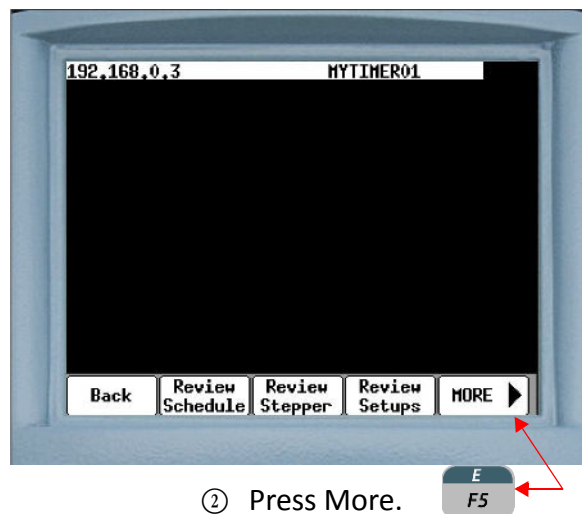 192.168.0.3 MYTIMER01
Back Review Schedule Review Stepper Review Setups MORE
② Press More. E F5